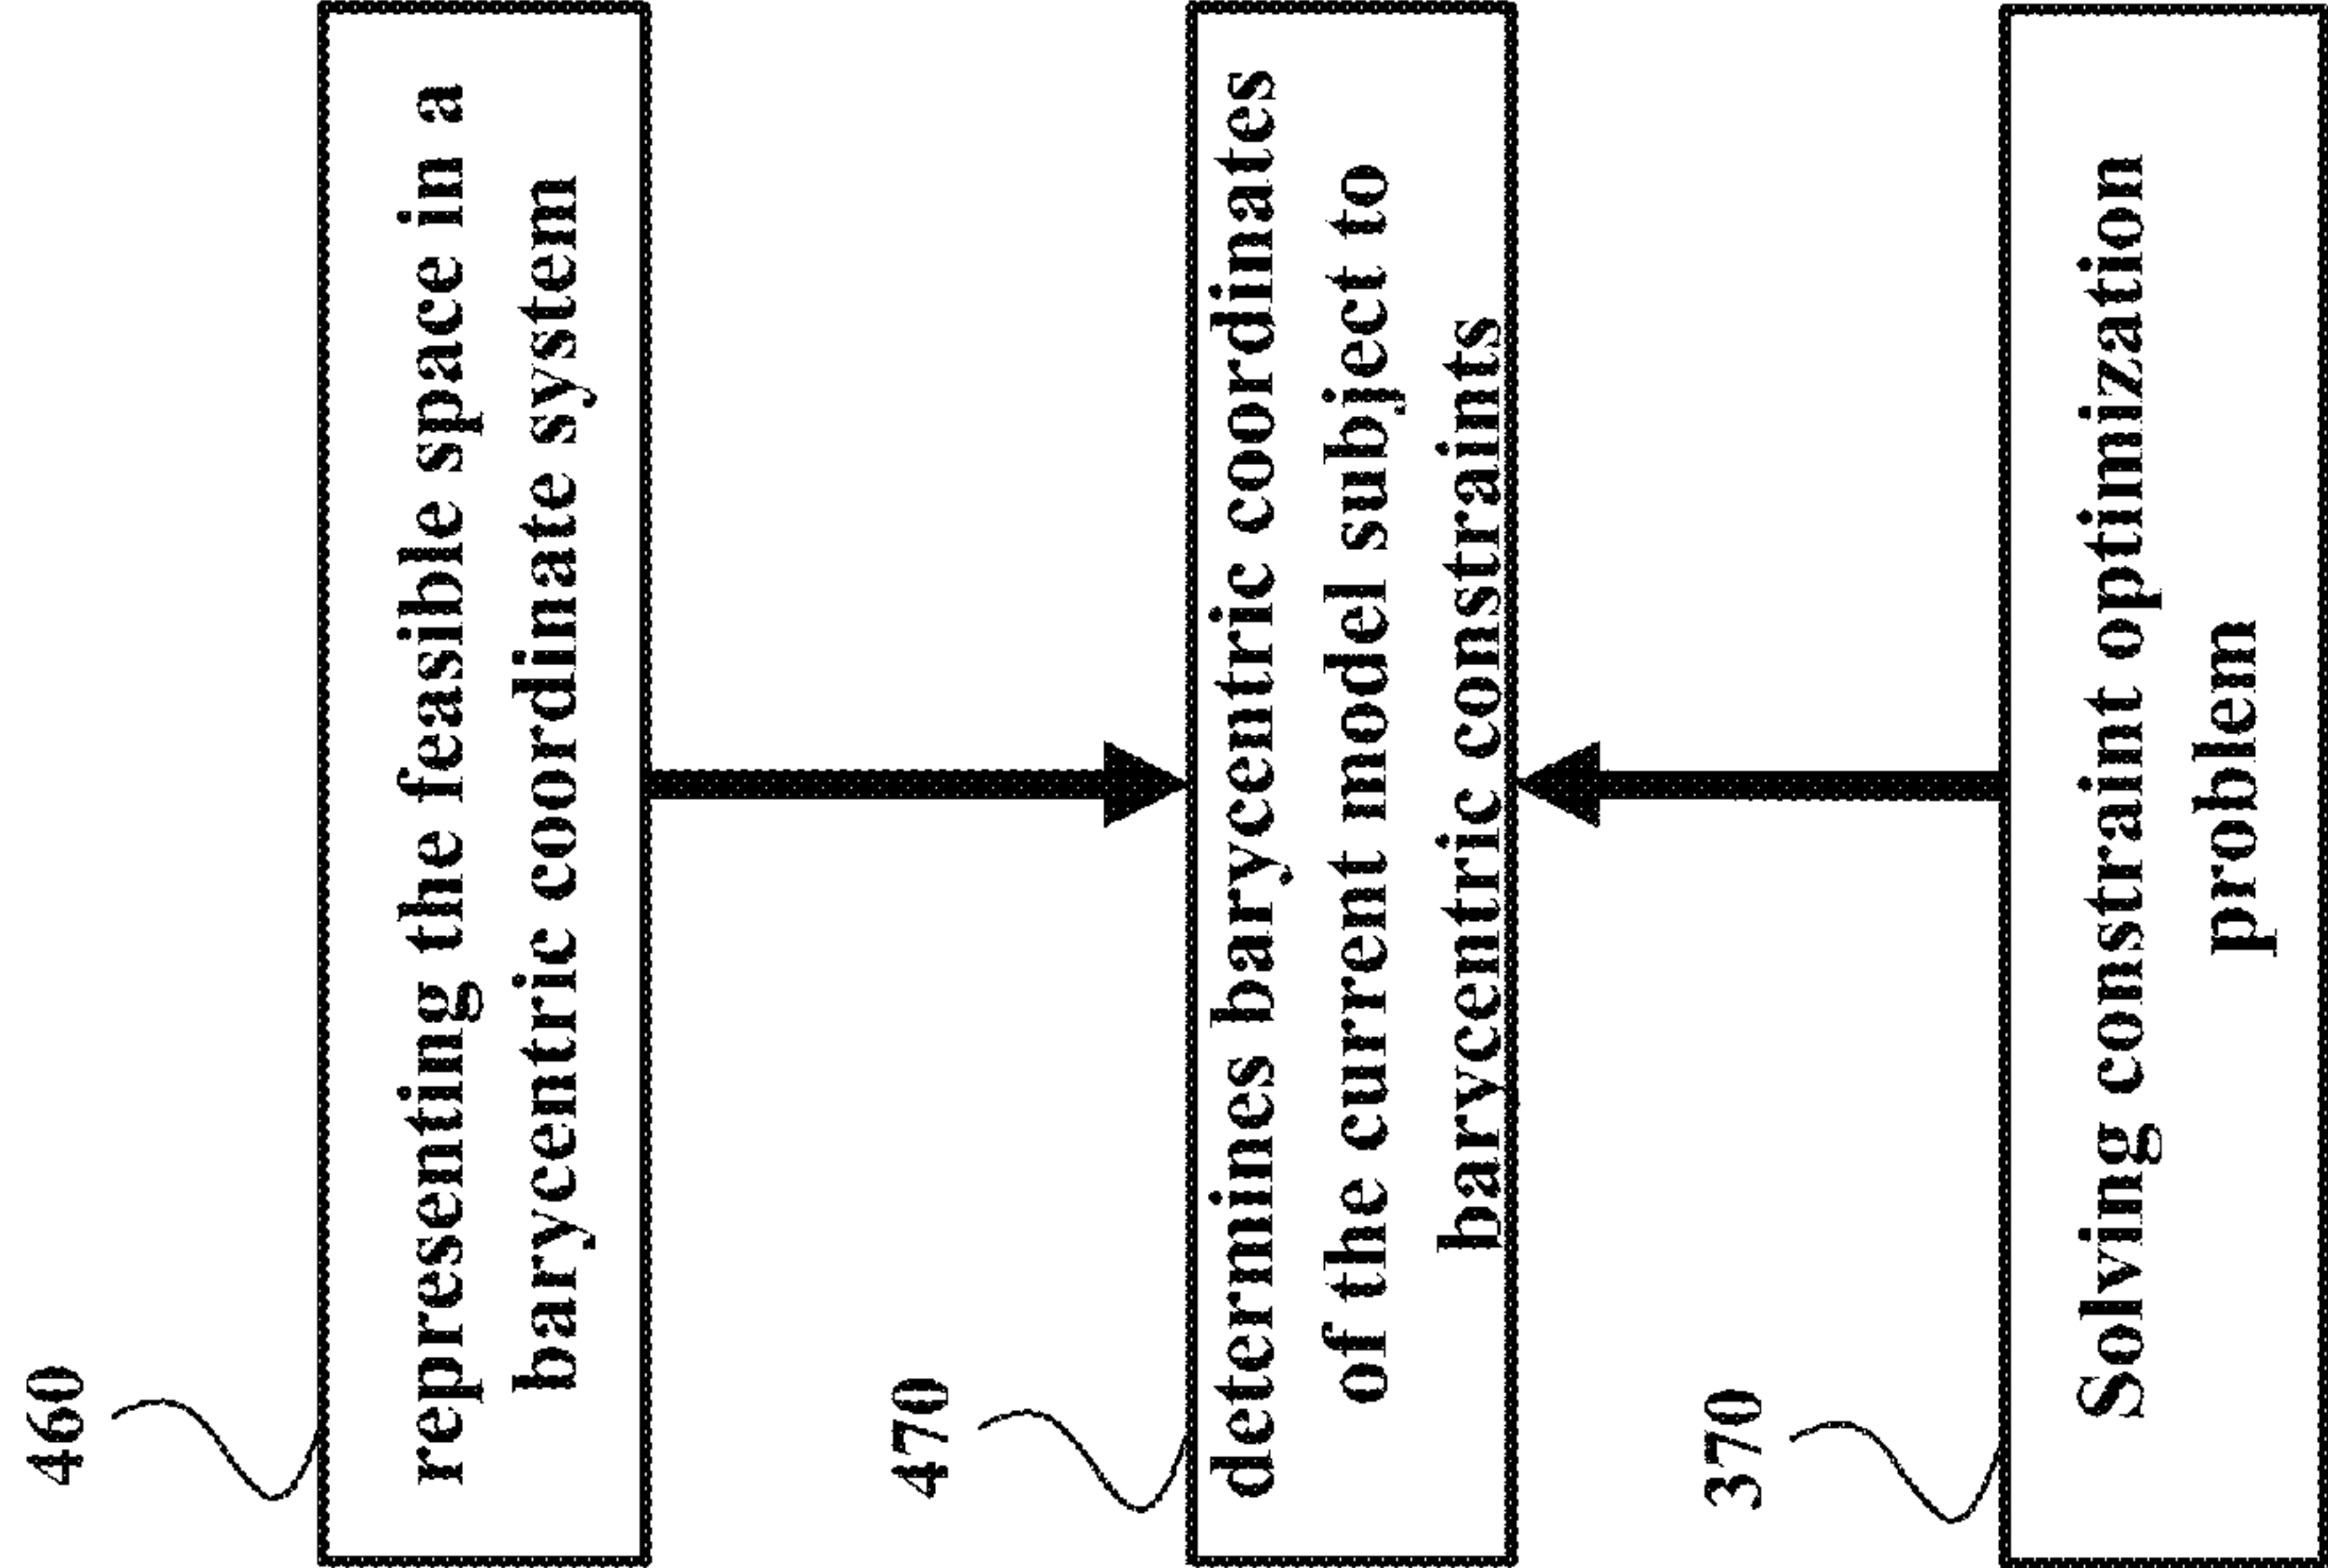 460
representing the feasible space in a
barycentric coordinate system
470
determines barycentric coordinates
of the current model subject to
barycentric constraints
370
Solving constraint optimization
problem